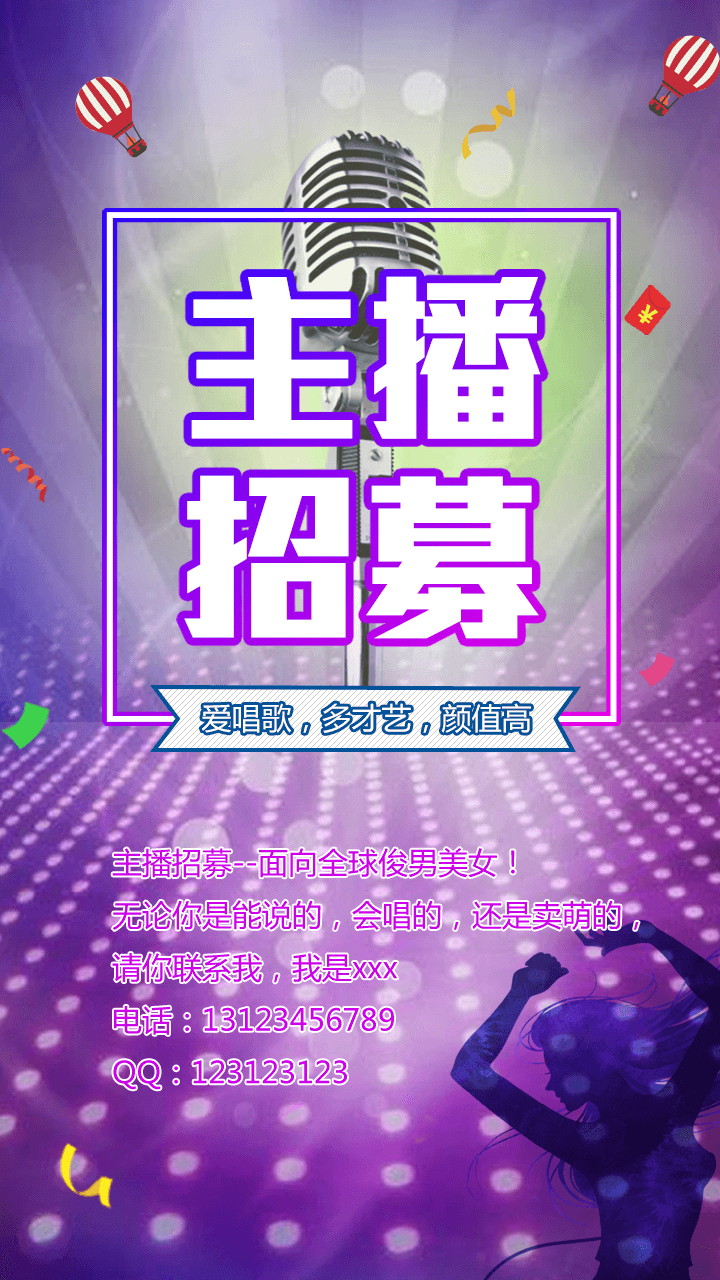 主播
招募
爱唱歌，多才艺，颜值高
主播招募--面向全球俊男美女！
无论你是能说的，会唱的，还是卖萌的，
请你联系我，我是xxx
电话：13123456789
QQ：123123123
¥